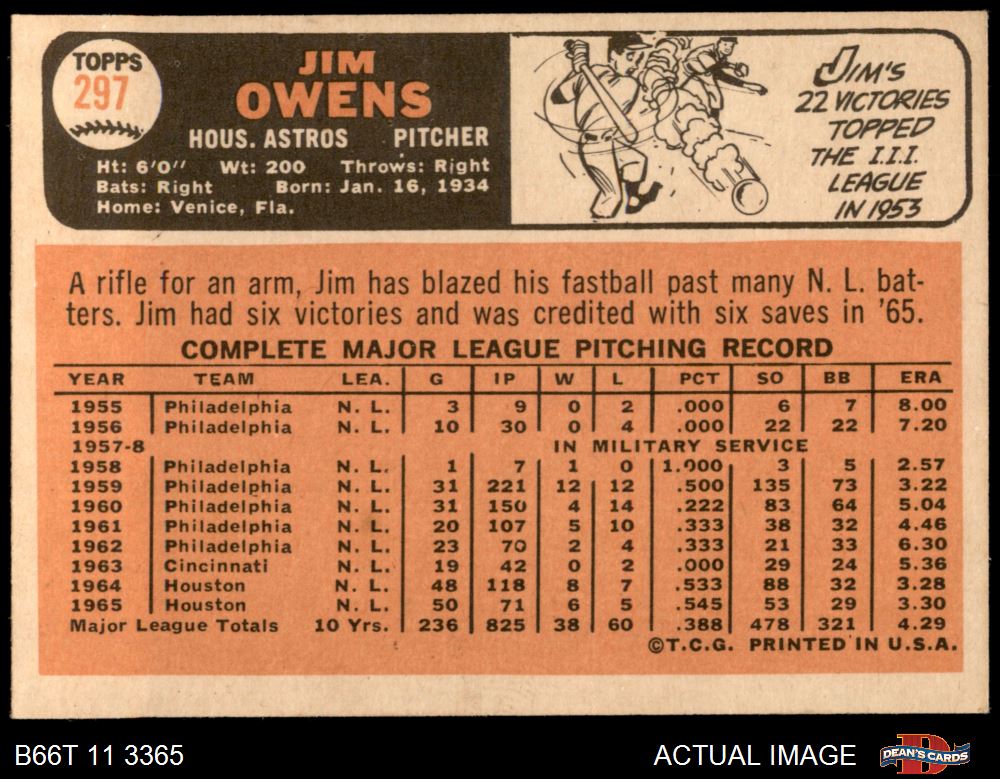 TOPPS
297
JIM
OWENS
HOUS. ASTROS PITCHER
Ht: 6'0" Wt: 200 Throws: Right
Bats: Right Born: Jan. 16, 1934
Home: Venice, Fla.
JIM'S
22 VICTORIES
TOPPED
THE I.I.I.
LEAGUE
IN 1953
A rifle for an arm, Jim has blazed his fastball past many N. L. bat-
ters. Jim had six victories and was credited with six saves in '65.
COMPLETE MAJOR LEAGUE PITCHING RECORD
YEAR TEAM LEA. G IP W L PCT SO BB ERA
1955 Philadelphia N. L. 3 9 0 2 .000 6 7 8.00
1956 Philadelphia N. L. 10 30 0 4 .000 22 22 7.20
1957-8 IN MILITARY SERVICE
1958 Philadelphia N. L. 1 7 1 0 1.000 3 5 2.57
1959 Philadelphia N. L. 31 221 12 12 .500 135 73 3.22
1960 Philadelphia N. L. 31 150 4 14 .222 83 64 5.04
1961 Philadelphia N. L. 20 107 5 10 .333 38 32 4.46
1962 Philadelphia N. L. 23 70 2 4 .333 21 33 6.30
1963 Cincinnati N. L. 19 42 0 2 .000 29 24 5.36
1964 Houston N. L. 48 118 8 7 .533 88 32 3.28
1965 Houston N. L. 50 71 6 5 .545 53 29 3.30
Major League Totals 10 Yrs. 236 825 38 60 .388 478 321 4.29
©T.C.G. PRINTED IN U.S.A.
B66T 11 3365 ACTUAL IMAGE DEAN'S CARDS